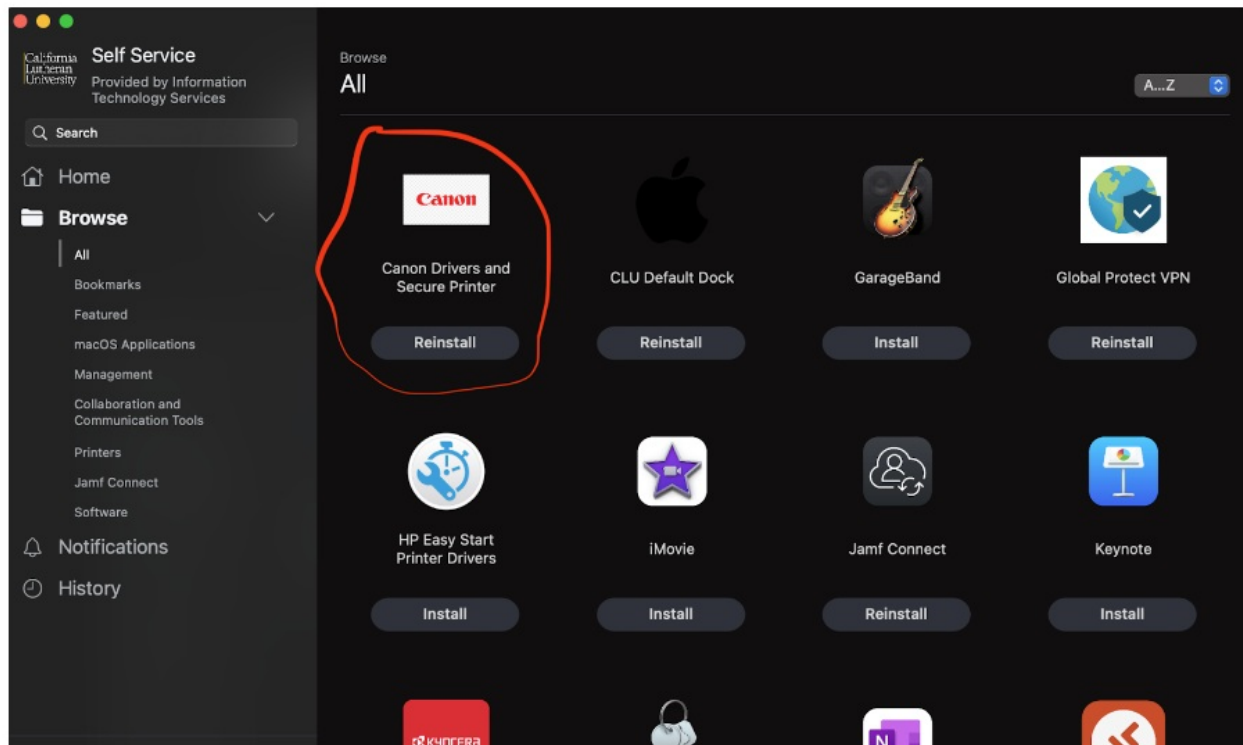 California
Lutheran
University
Self Service
Provided by Information
Technology Services
Search
Home
Browse
All
Bookmarks
Featured
macOS Applications
Management
Collaboration and
Communication Tools
Printers
Jamf Connect
Software
Notifications
History
Browse
All
A...Z
Canon
Canon Drivers and
Secure Printer
Reinstall
CLU Default Dock
Reinstall
GarageBand
Install
Global Protect VPN
Reinstall
HP Easy Start
Printer Drivers
Install
iMovie
Install
Jamf Connect
Reinstall
Keynote
Install
KYOCERA
N